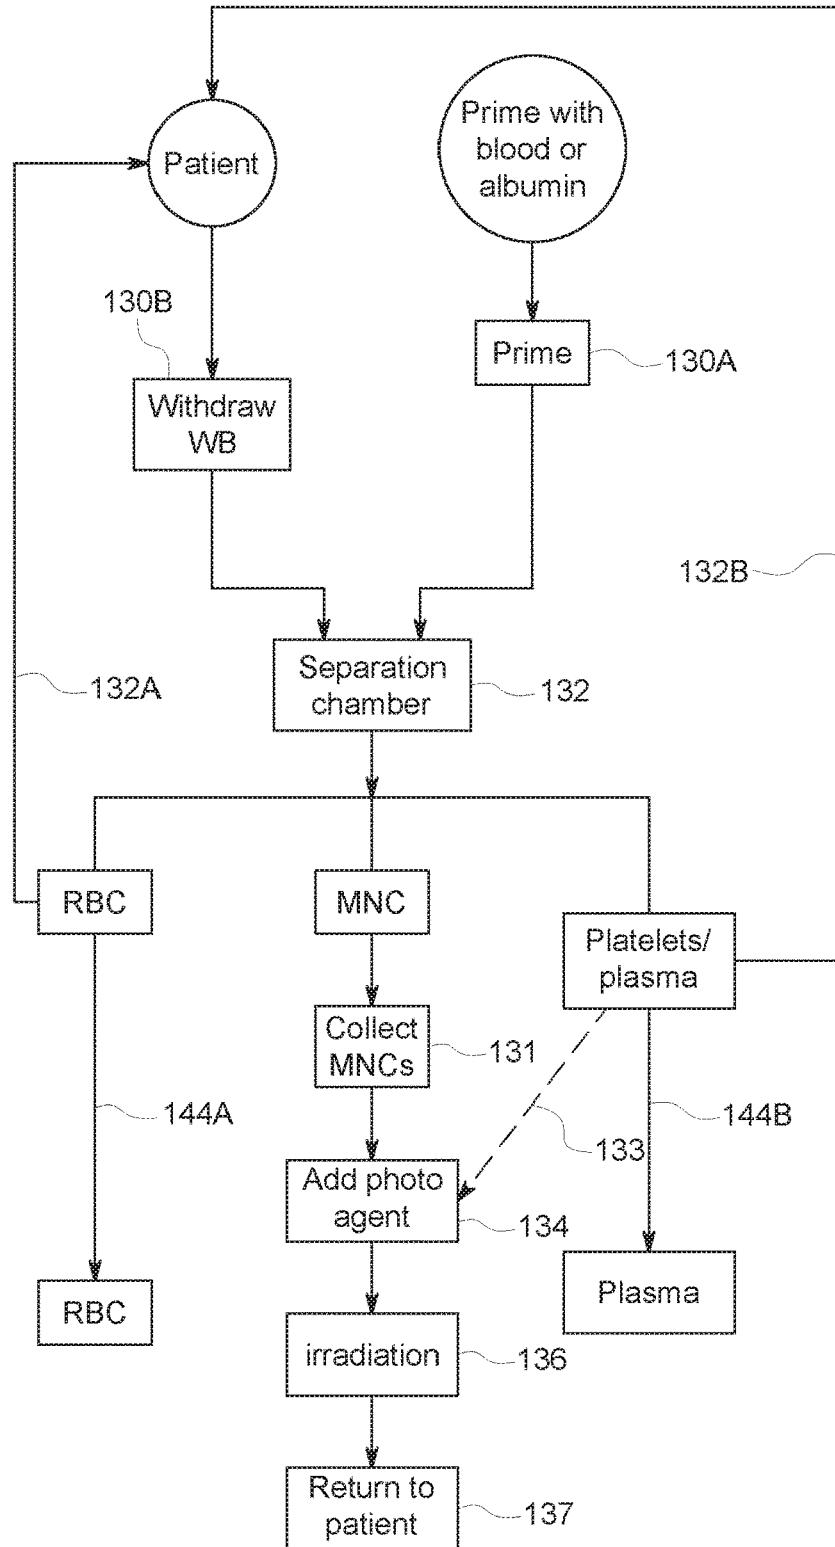 Prime with
blood or
albumin
Patient
130B
Prime
130A
Withdraw
WB
132B
Separation
chamber
132
132A
RBC
MNC
Platelets/
plasma
Collect
MNCs
131
144A
133
144B
Add photo
agent
134
RBC
Plasma
irradiation
136
Return to
patient
137